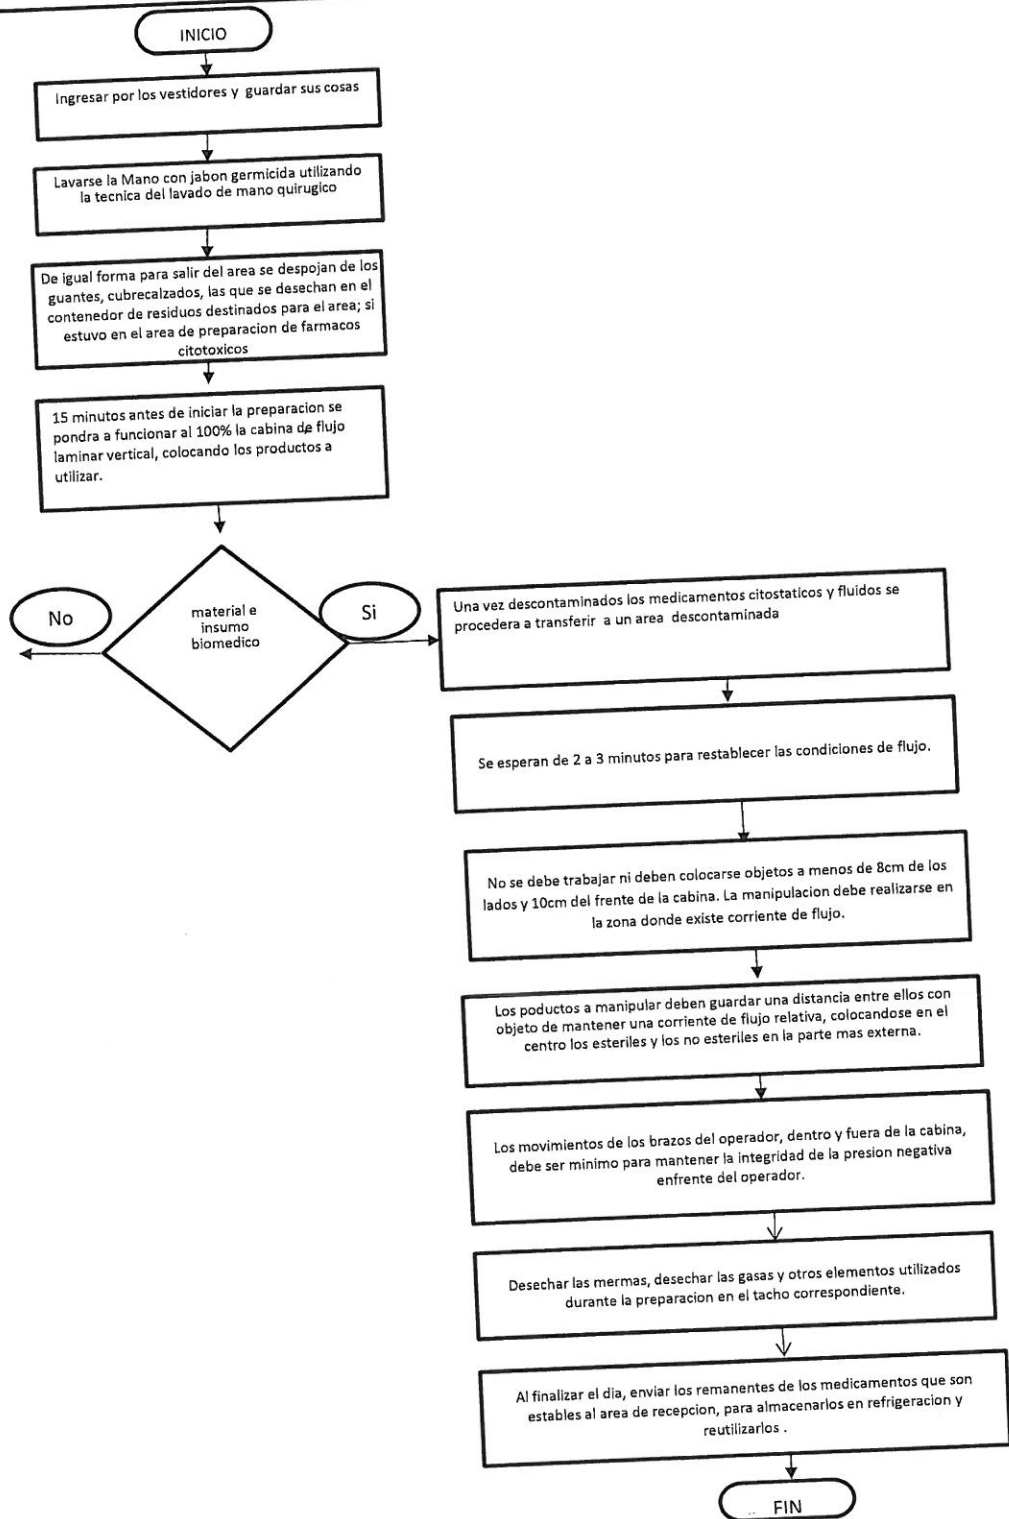 INICIO
Ingresar por los vestidores y guardar sus cosas
Lavarse la Mano con jabon germicida utilizando
la tecnica del lavado de mano quirugico
De igual forma para salir del area se despojan de los
guantes, cubrecalzados, las que se desechan en el
contenedor de residuos destinados para el area; si
estuvo en el area de preparacion de farmacos
citotoxicos
15 minutos antes de iniciar la preparacion se
pondra a funcionar al 100% la cabina de flujo
laminar vertical, colocando los productos a
utilizar.
No
material e
insumo
biomedico
Si
Una vez descontaminados los medicamentos citostaticos y fluidos se
procedera a transferir a un area descontaminada
Se esperan de 2 a 3 minutos para restablecer las condiciones de flujo.
No se debe trabajar ni deben colocarse objetos a menos de 8cm de los
lados y 10cm del frente de la cabina. La manipulacion debe realizarse en
la zona donde existe corriente de flujo.
Los poductos a manipular deben guardar una distancia entre ellos con
objeto de mantener una corriente de flujo relativa, colocandose en el
centro los esteriles y los no esteriles en la parte mas externa.
Los movimientos de los brazos del operador, dentro y fuera de la cabina,
debe ser minimo para mantener la integridad de la presion negativa
enfrente del operador.
Desechar las mermas, desechar las gasas y otros elementos utilizados
durante la preparacion en el tacho correspondiente.
Al finalizar el dia, enviar los remanentes de los medicamentos que son
estables al area de recepcion, para almacenarlos en refrigeracion y
reutilizarlos .
FIN